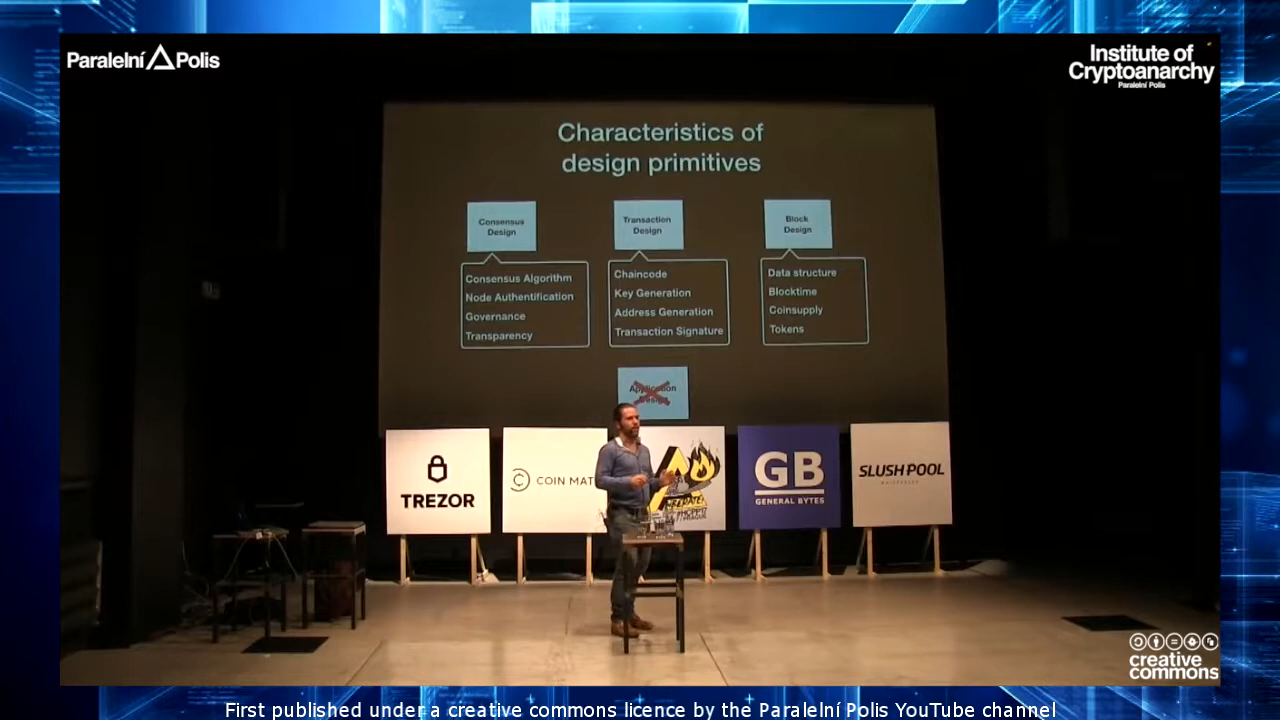 Paralelní Polis
Institute of
Cryptoanarchy
Paralelní Polis
Characteristics of
design primitives
Consensus
Design
Transaction
Design
Block
Design
Consensus Algorithm
Node Authentification
Governance
Transparency
Chaincode
Key Generation
Address Generation
Transaction Signature
Data structure
Blocktime
Coinsupply
Tokens
Application
Design
TREZOR
COIN MAT
GB
GENERAL BYTES
SLUSH POOL
creative
commons
First published under a creative commons licence by the Paralelní Polis YouTube channel